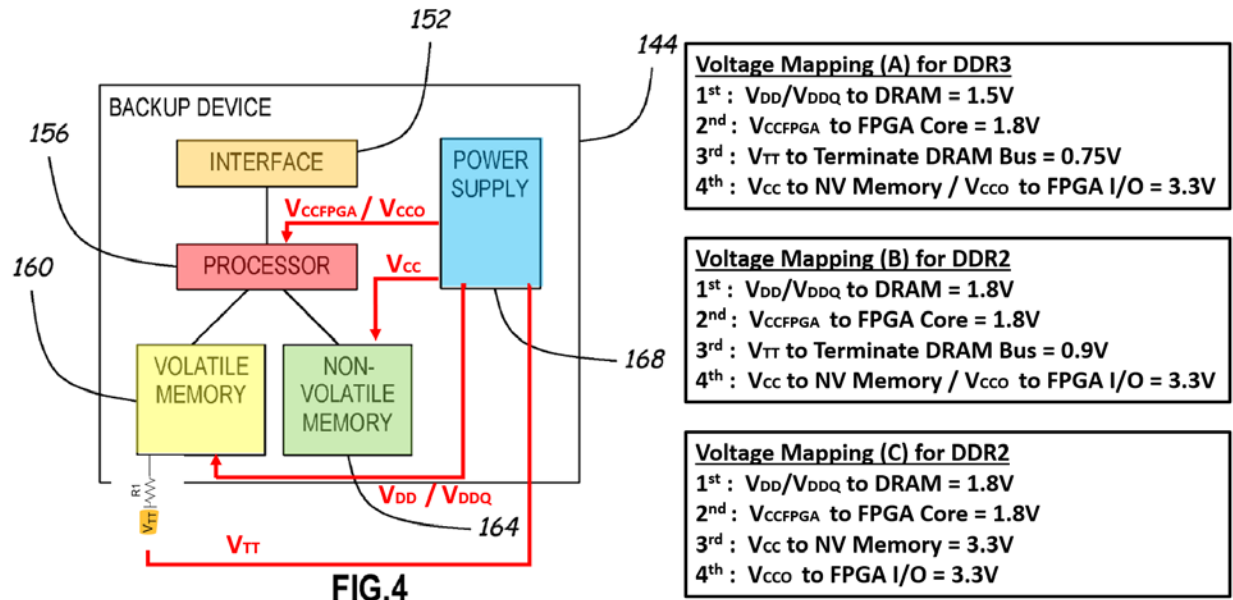 152
144
BACKUP DEVICE
156
INTERFACE
POWER
SUPPLY
VCCFPGA / VCCO
PROCESSOR
160
VCC
VOLATILE
MEMORY
NON-
VOLATILE
MEMORY
168
R1
VTT
VDD / VDDQ
164
VTT
FIG.4
Voltage Mapping (A) for DDR3
1st : VDD/VDDQ to DRAM = 1.5V
2nd : VCCFPGA to FPGA Core = 1.8V
3rd : VTT to Terminate DRAM Bus = 0.75V
4th : VCC to NV Memory / VCCO to FPGA I/O = 3.3V
Voltage Mapping (B) for DDR2
1st : VDD/VDDQ to DRAM = 1.8V
2nd : VCCFPGA to FPGA Core = 1.8V
3rd : VTT to Terminate DRAM Bus = 0.9V
4th : VCC to NV Memory / VCCO to FPGA I/O = 3.3V
Voltage Mapping (C) for DDR2
1st : VDD/VDDQ to DRAM = 1.8V
2nd : VCCFPGA to FPGA Core = 1.8V
3rd : VCC to NV Memory = 3.3V
4th : VCCO to FPGA I/O = 3.3V